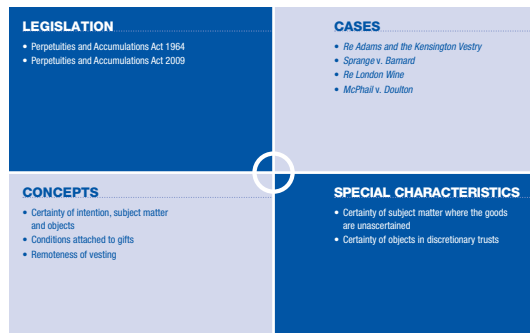 LEGISLATION
• Perpetuities and Accumulations Act 1964
• Perpetuities and Accumulations Act 2009
CASES
• Re Adams and the Kensington Vestry
• Sprange v. Barnard
• Re London Wine
• McPhail v. Doulton
CONCEPTS
• Certainty of intention, subject matter
and objects
• Conditions attached to gifts
• Remoteness of vesting
SPECIAL CHARACTERISTICS
• Certainty of subject matter where the goods
are unascertained
• Certainty of objects in discretionary trusts